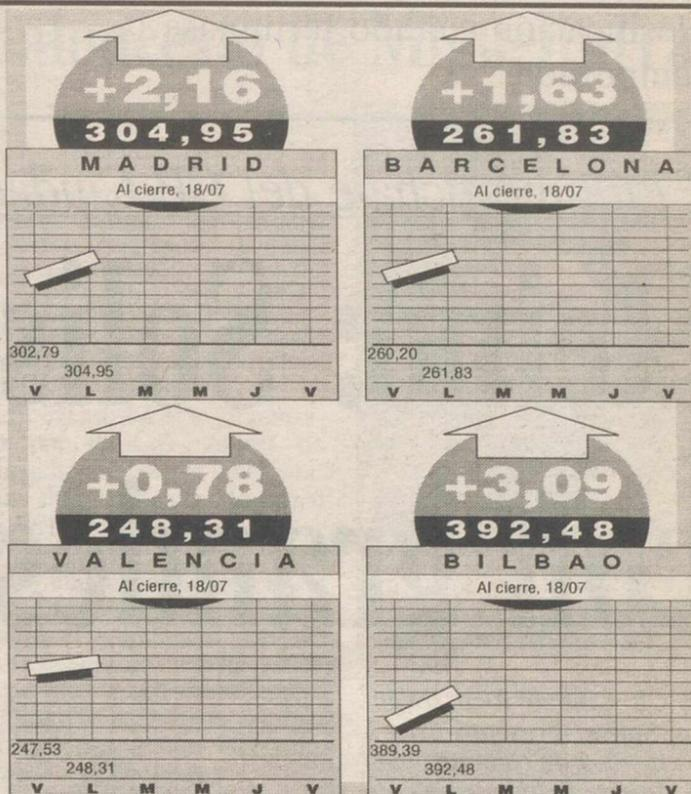 +2,16
304,95
MADRID
Al cierre, 18/07
302,79
304,95
V L M M J V
+1,63
261,83
BARCELONA
Al cierre, 18/07
260,20
261,83
V L M M J V
+0,78
248,31
VALENCIA
Al cierre, 18/07
247,53
248,31
V L M M J V
+3,09
392,48
BILBAO
Al cierre, 18/07
389,39
392,48
V L M M J V